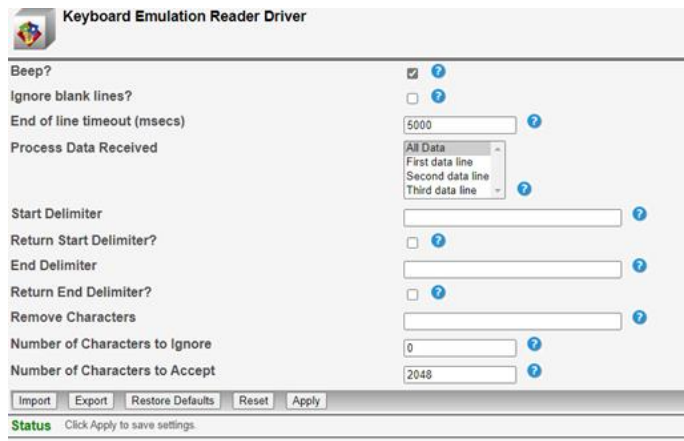 Keyboard Emulation Reader Driver
Beep?
Ignore blank lines?
End of line timeout (msecs) 5000
Process Data Received All Data
First data line
Second data line
Third data line
Start Delimiter
Return Start Delimiter?
End Delimiter
Return End Delimiter?
Remove Characters
Number of Characters to Ignore 0
Number of Characters to Accept 2048
Import Export Restore Defaults Reset Apply
Status Click Apply to save settings.